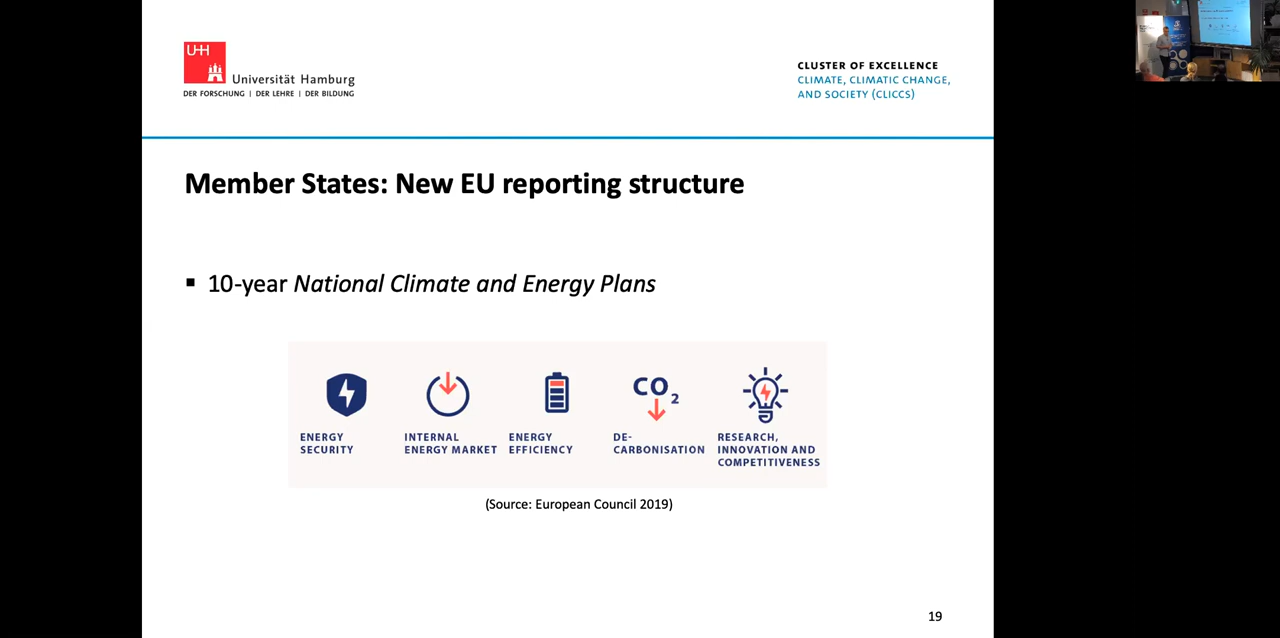 UHH
Universität Hamburg
DER FORSCHUNG | DER LEHRE | DER BILDUNG
CLUSTER OF EXCELLENCE
CLIMATE, CLIMATIC CHANGE,
AND SOCIETY (CLICCS)
Member States: New EU reporting structure
▪ 10-year National Climate and Energy Plans
ENERGY
SECURITY
INTERNAL
ENERGY MARKET
ENERGY
EFFICIENCY
CO2
DE-
CARBONISATION
RESEARCH,
INNOVATION AND
COMPETITIVENESS
(Source: European Council 2019)
19